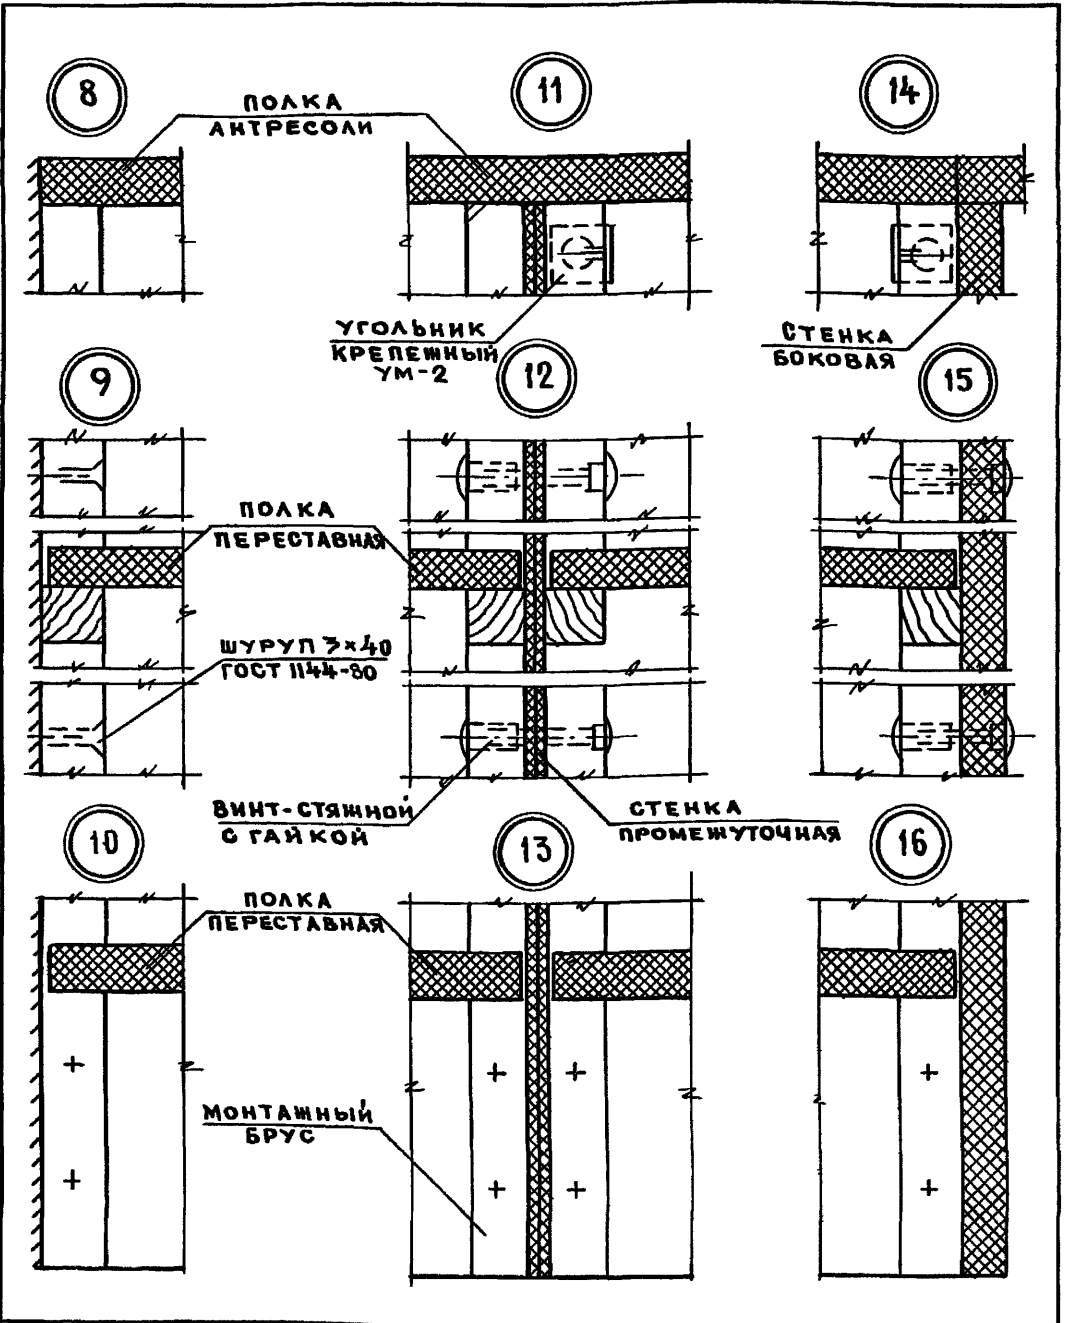 8
11
14
ПОЛКА
АНТРЕСОЛИ
УГОЛЬНИК
КРЕПЕЖНЫЙ
УМ-2
СТЕНКА
БОКОВАЯ
9
12
15
ПОЛКА
ПЕРЕСТАВНАЯ
ШУРУП 3×40
ГОСТ 1144-80
ВИНТ-СТЯЖНОЙ
С ГАЙКОЙ
СТЕНКА
ПРОМЕЖУТОЧНАЯ
10
13
16
ПОЛКА
ПЕРЕСТАВНАЯ
МОНТАЖНЫЙ
БРУС